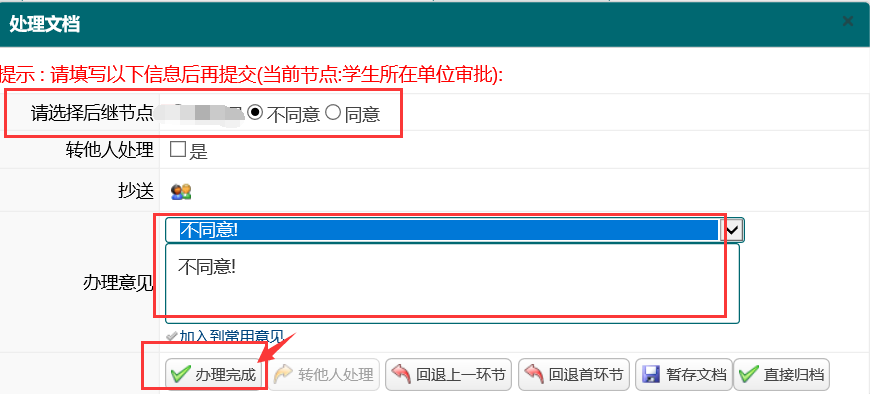 处理文档
提示 : 请填写以下信息后再提交(当前节点:学生所在单位审批):
请选择后继节点 不同意 同意
转他人处理 是
抄送
不同意!
办理意见 不同意!
加入到常用意见
办理完成 转他人处理 回退上一环节 回退首环节 暂存文档 直接归档